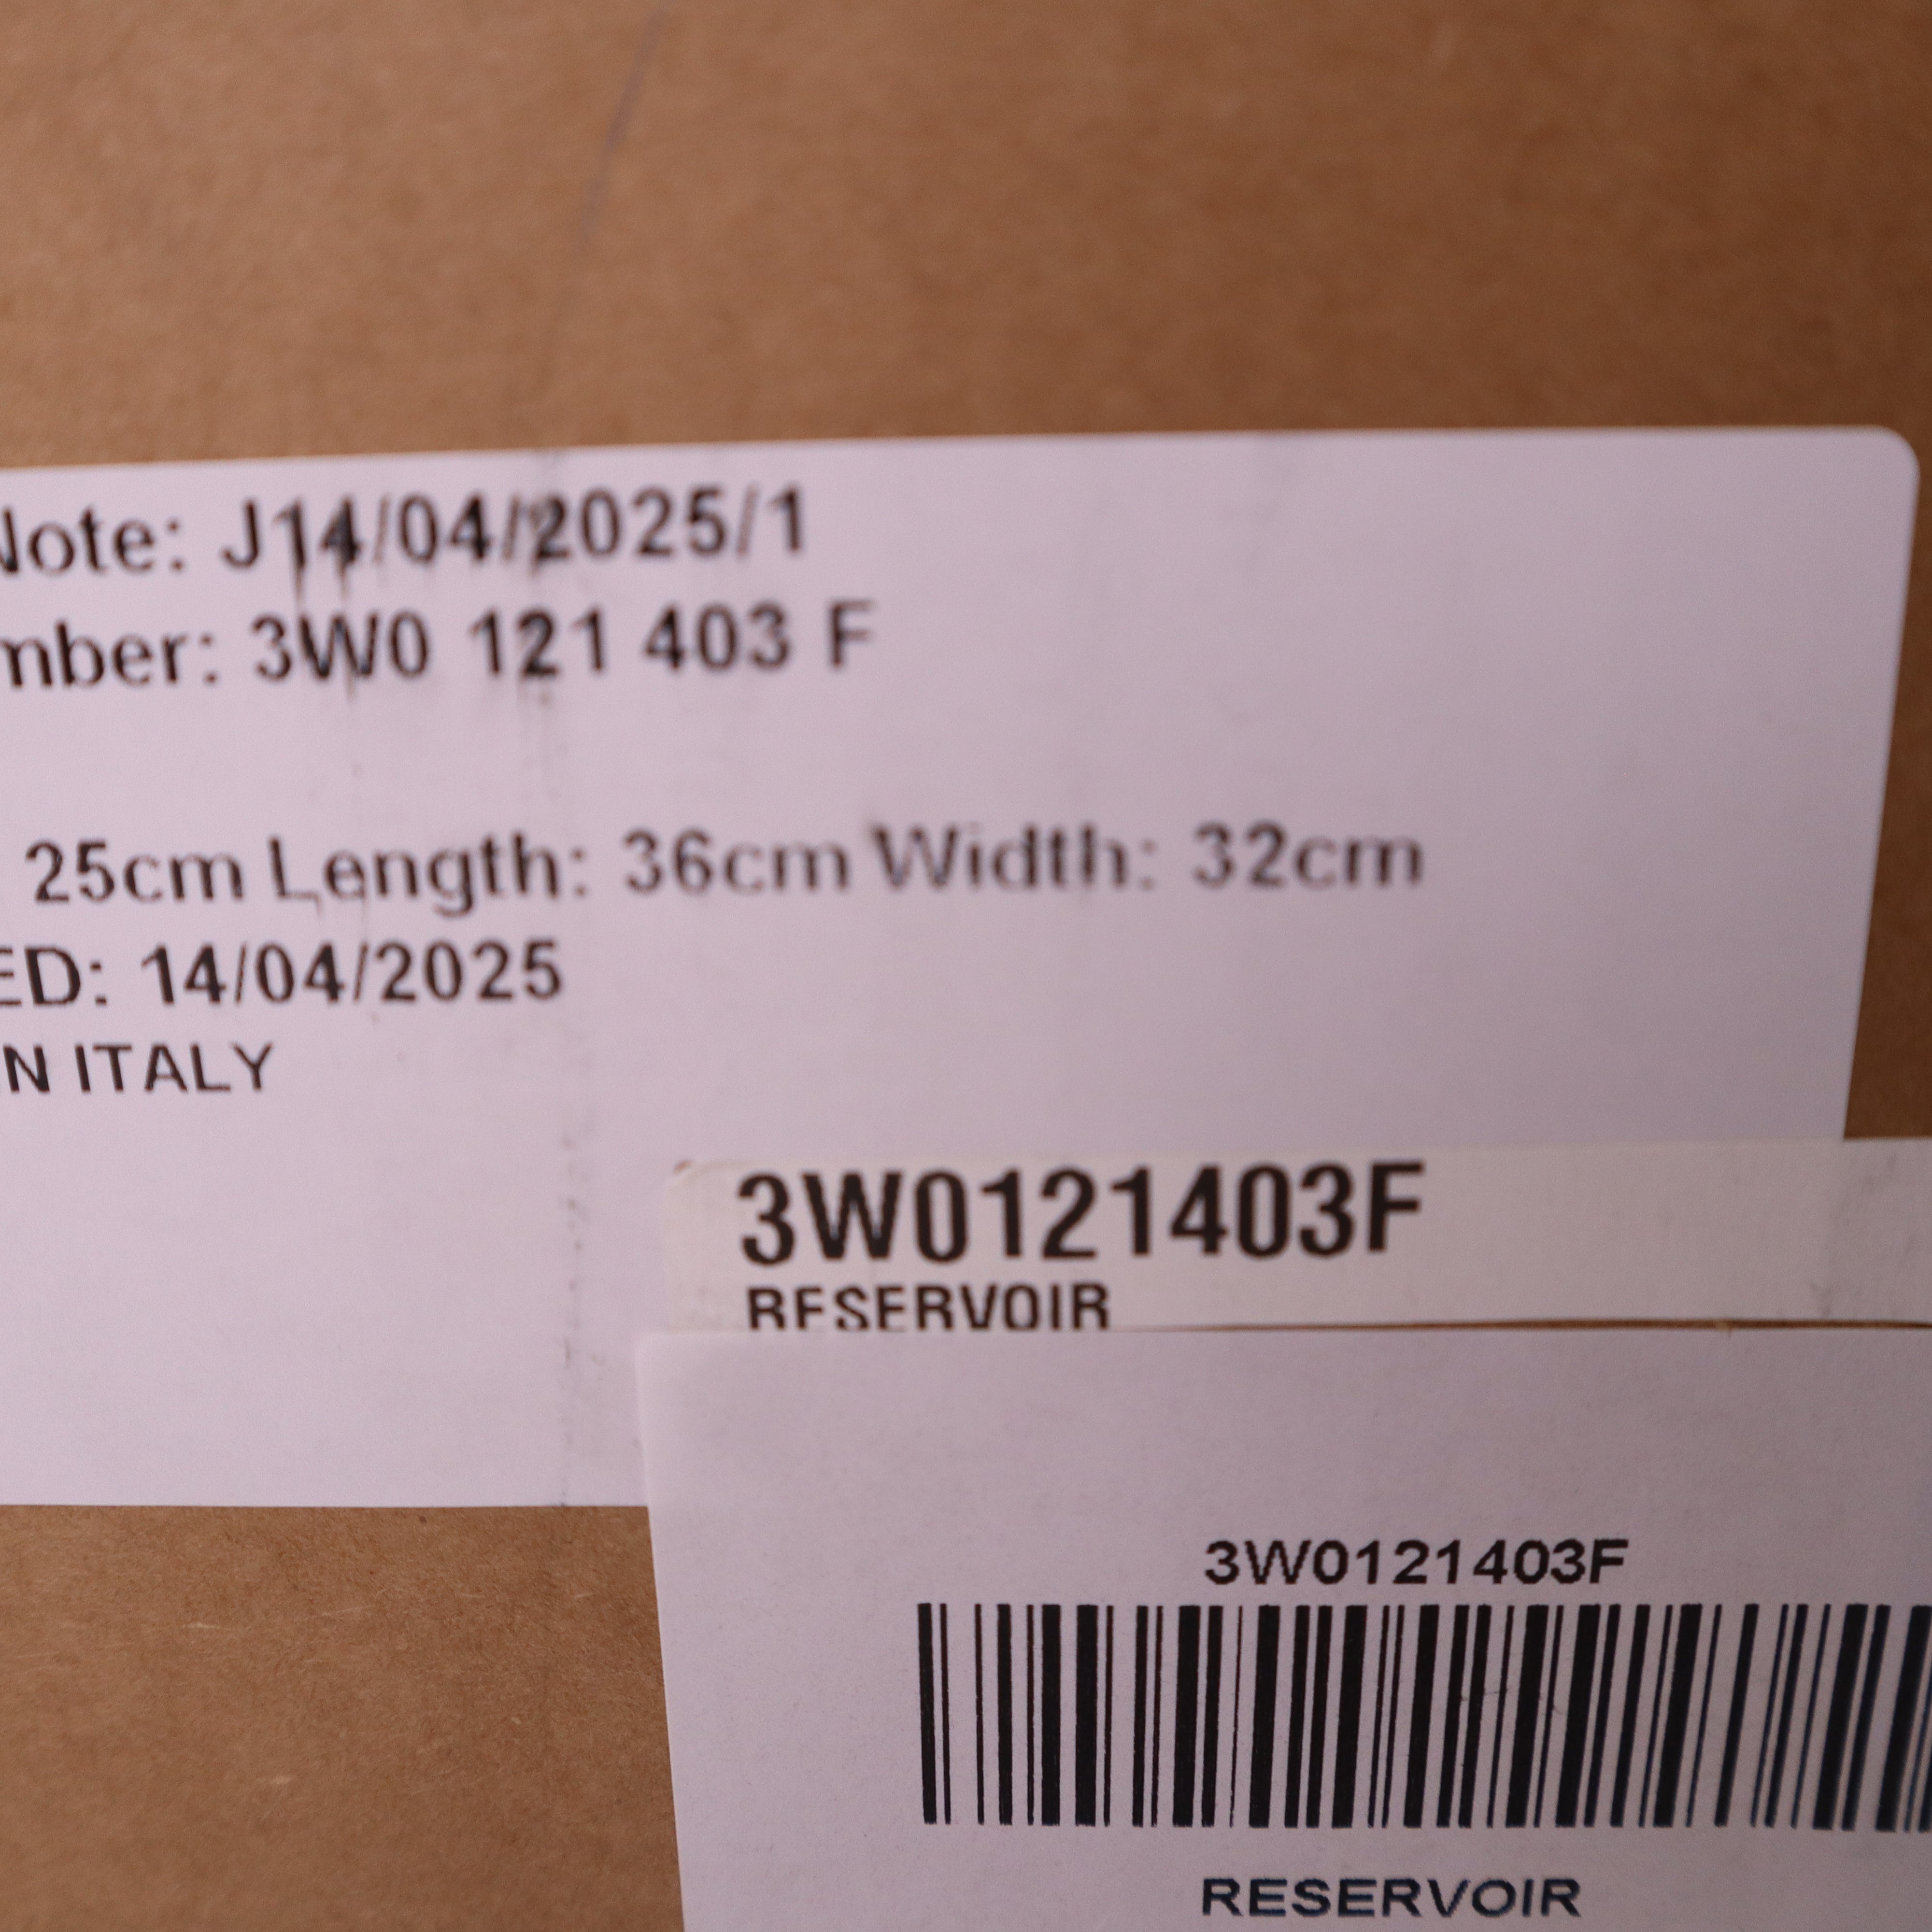 Note: J14/04/2025/1
mber: 3W0 121 403 F
25cm Length: 36cm Width: 32cm
ED: 14/04/2025
N ITALY
3W0121403F
RESERVOIR
3W0121403F
RESERVOIR